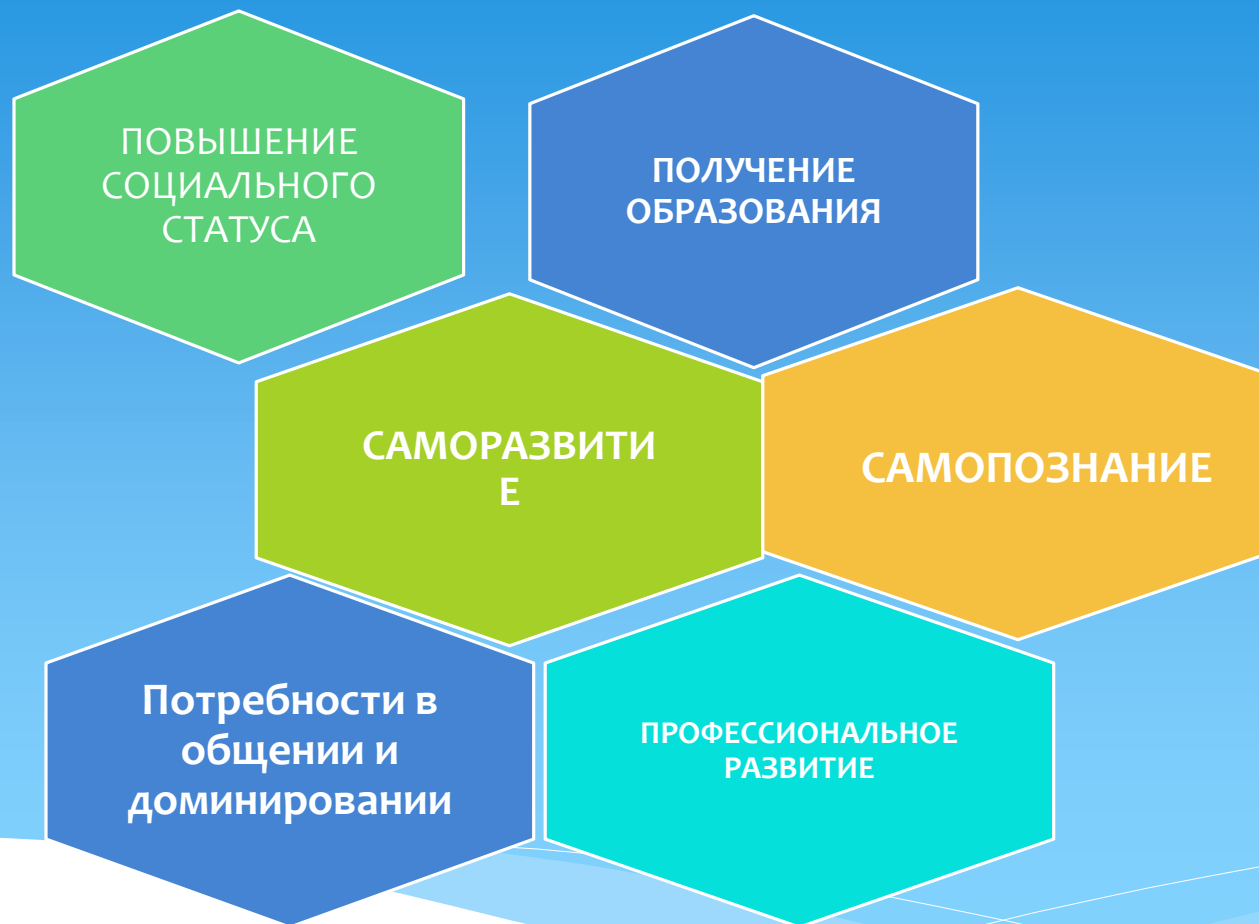 ПОВЫШЕНИЕ
СОЦИАЛЬНОГО
СТАТУСА
ПОЛУЧЕНИЕ
ОБРАЗОВАНИЯ
САМОРАЗВИТИ
Е
САМОПОЗНАНИЕ
Потребности в
общении и
доминировании
ПРОФЕССИОНАЛЬНОЕ
РАЗВИТИЕ